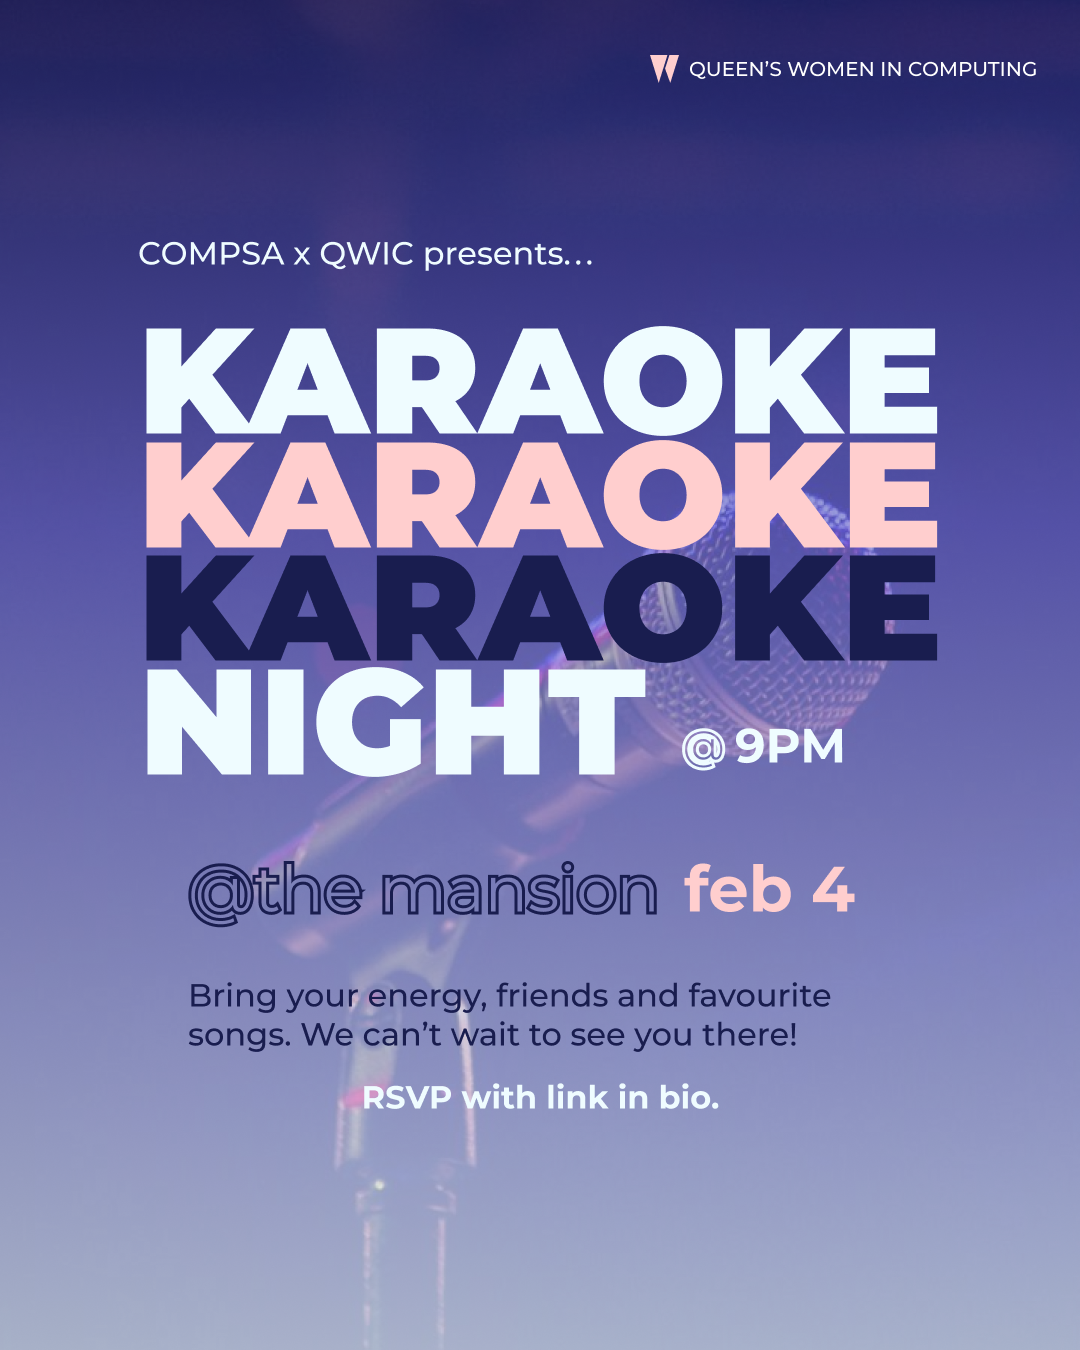 QUEEN’S WOMEN IN COMPUTING
COMPSA x QWIC presents...
KARAOKE
KARAOKE
KARAOKE
NIGHT @ 9PM
@the mansion feb 4
Bring your energy, friends and favourite
songs. We can’t wait to see you there!
RSVP with link in bio.